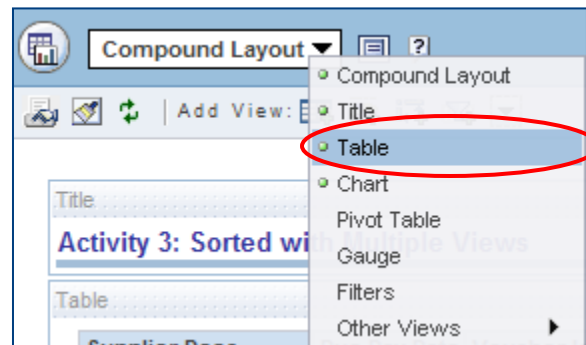 Compound Layout
?
Compound Layout
Add View:
Title
Table
Chart
Pivot Table
Gauge
Filters
Other Views
Title
Activity 3: Sorted with Multiple Views
Table